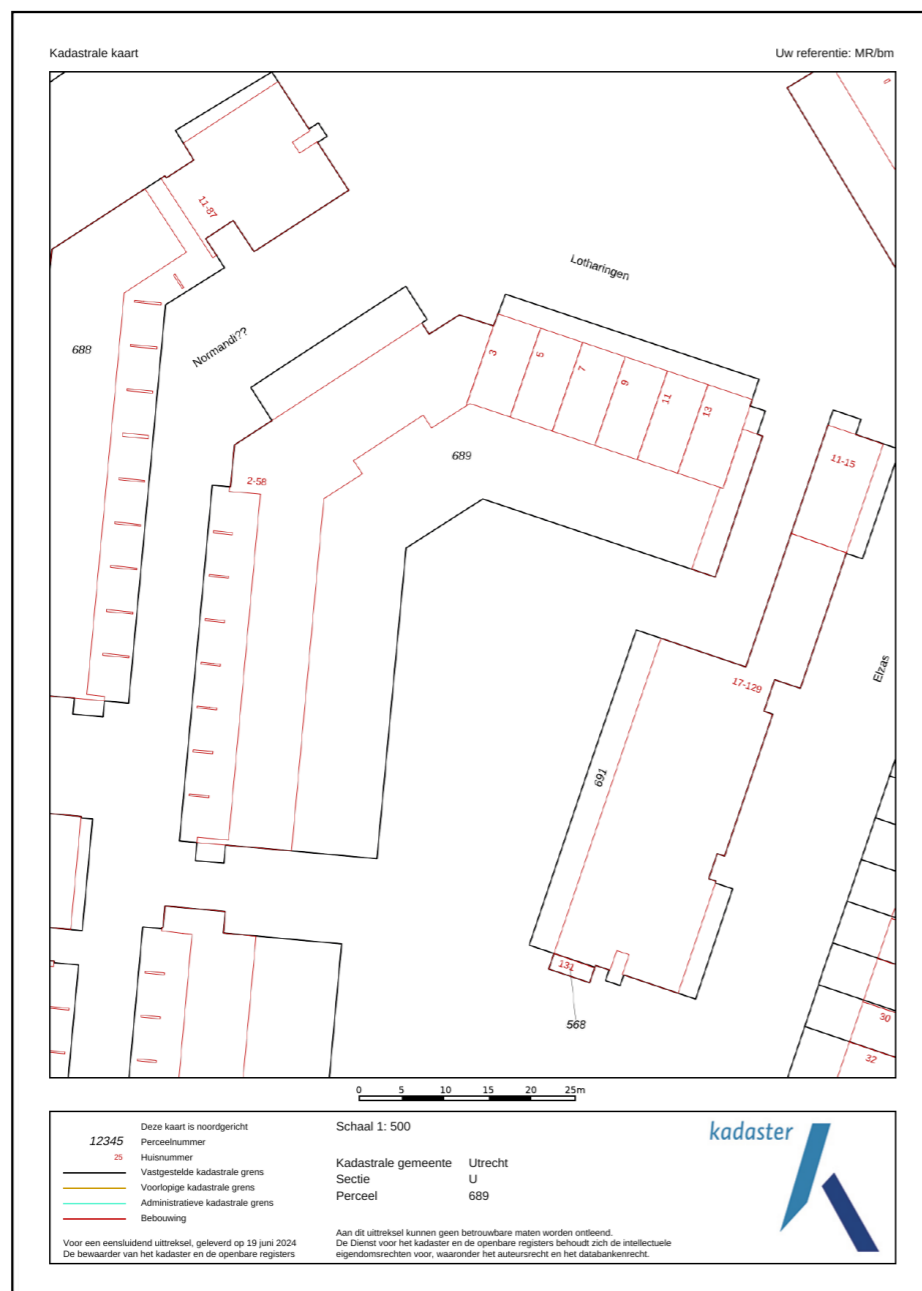 Kadastrale kaart
Uw referentie: MR/bm
0
11-87
Lotharingen
688
Normandi??
3
5
7
9
11
13
689
11-15
2-58
Elzas
17-129
691
131
568
30
32
0 5 10 15 20 25m
Deze kaart is noordgericht
12345 Perceelnummer
25 Huisnummer
Vastgestelde kadastrale grens
Voorlopige kadastrale grens
Administratieve kadastrale grens
Bebouwing
Voor een eensluidend uittreksel, geleverd op 19 juni 2024
De bewaarder van het kadaster en de openbare registers
Schaal 1: 500
Kadastrale gemeente Utrecht
Sectie U
Perceel 689
Aan dit uittreksel kunnen geen betrouwbare maten worden ontleend.
De Dienst voor het kadaster en de openbare registers behoudt zich de intellectuele
eigendomsrechten voor, waaronder het auteursrecht en het databankenrecht.
kadaster